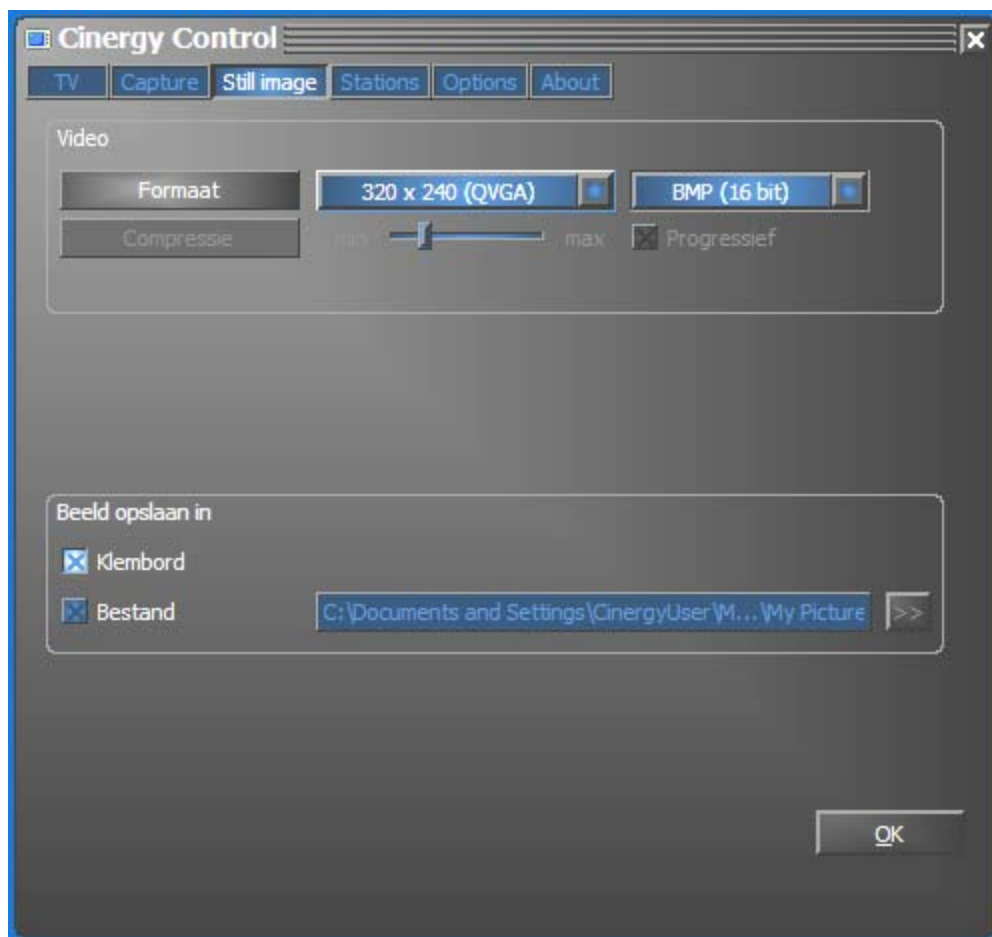 Cinergy Control
TV Capture Still image Stations Options About
Video
Formaat 320 x 240 (QVGA) BMP (16 bit)
Compressie min max Progressief
Beeld opslaan in
Klembord
Bestand C:\Documents and Settings\CinergyUser\M...\My Picture >>
OK